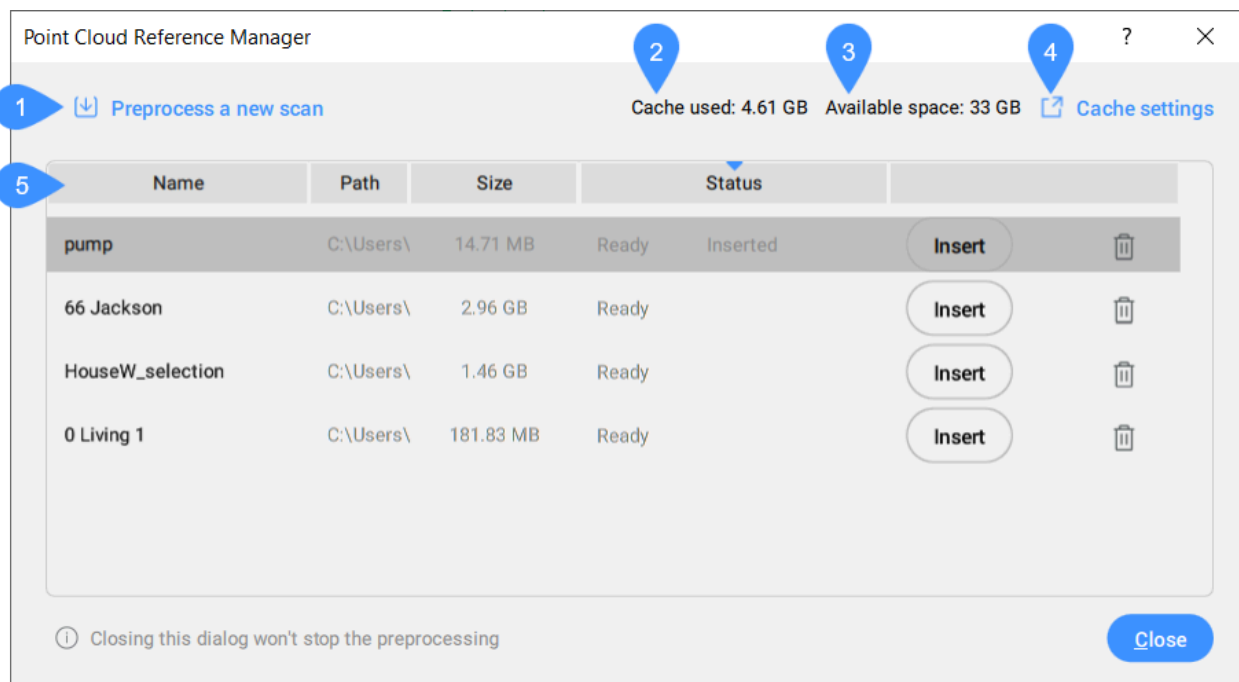 Point Cloud Reference Manager ?
2 3 4
1 Preprocess a new scan Cache used: 4.61 GB Available space: 33 GB Cache settings
5 Name Path Size Status
pump C:\Users\ 14.71 MB Ready Inserted Insert
66 Jackson C:\Users\ 2.96 GB Ready Insert
HouseW_selection C:\Users\ 1.46 GB Ready Insert
0 Living 1 C:\Users\ 181.83 MB Ready Insert
Closing this dialog won't stop the preprocessing Close